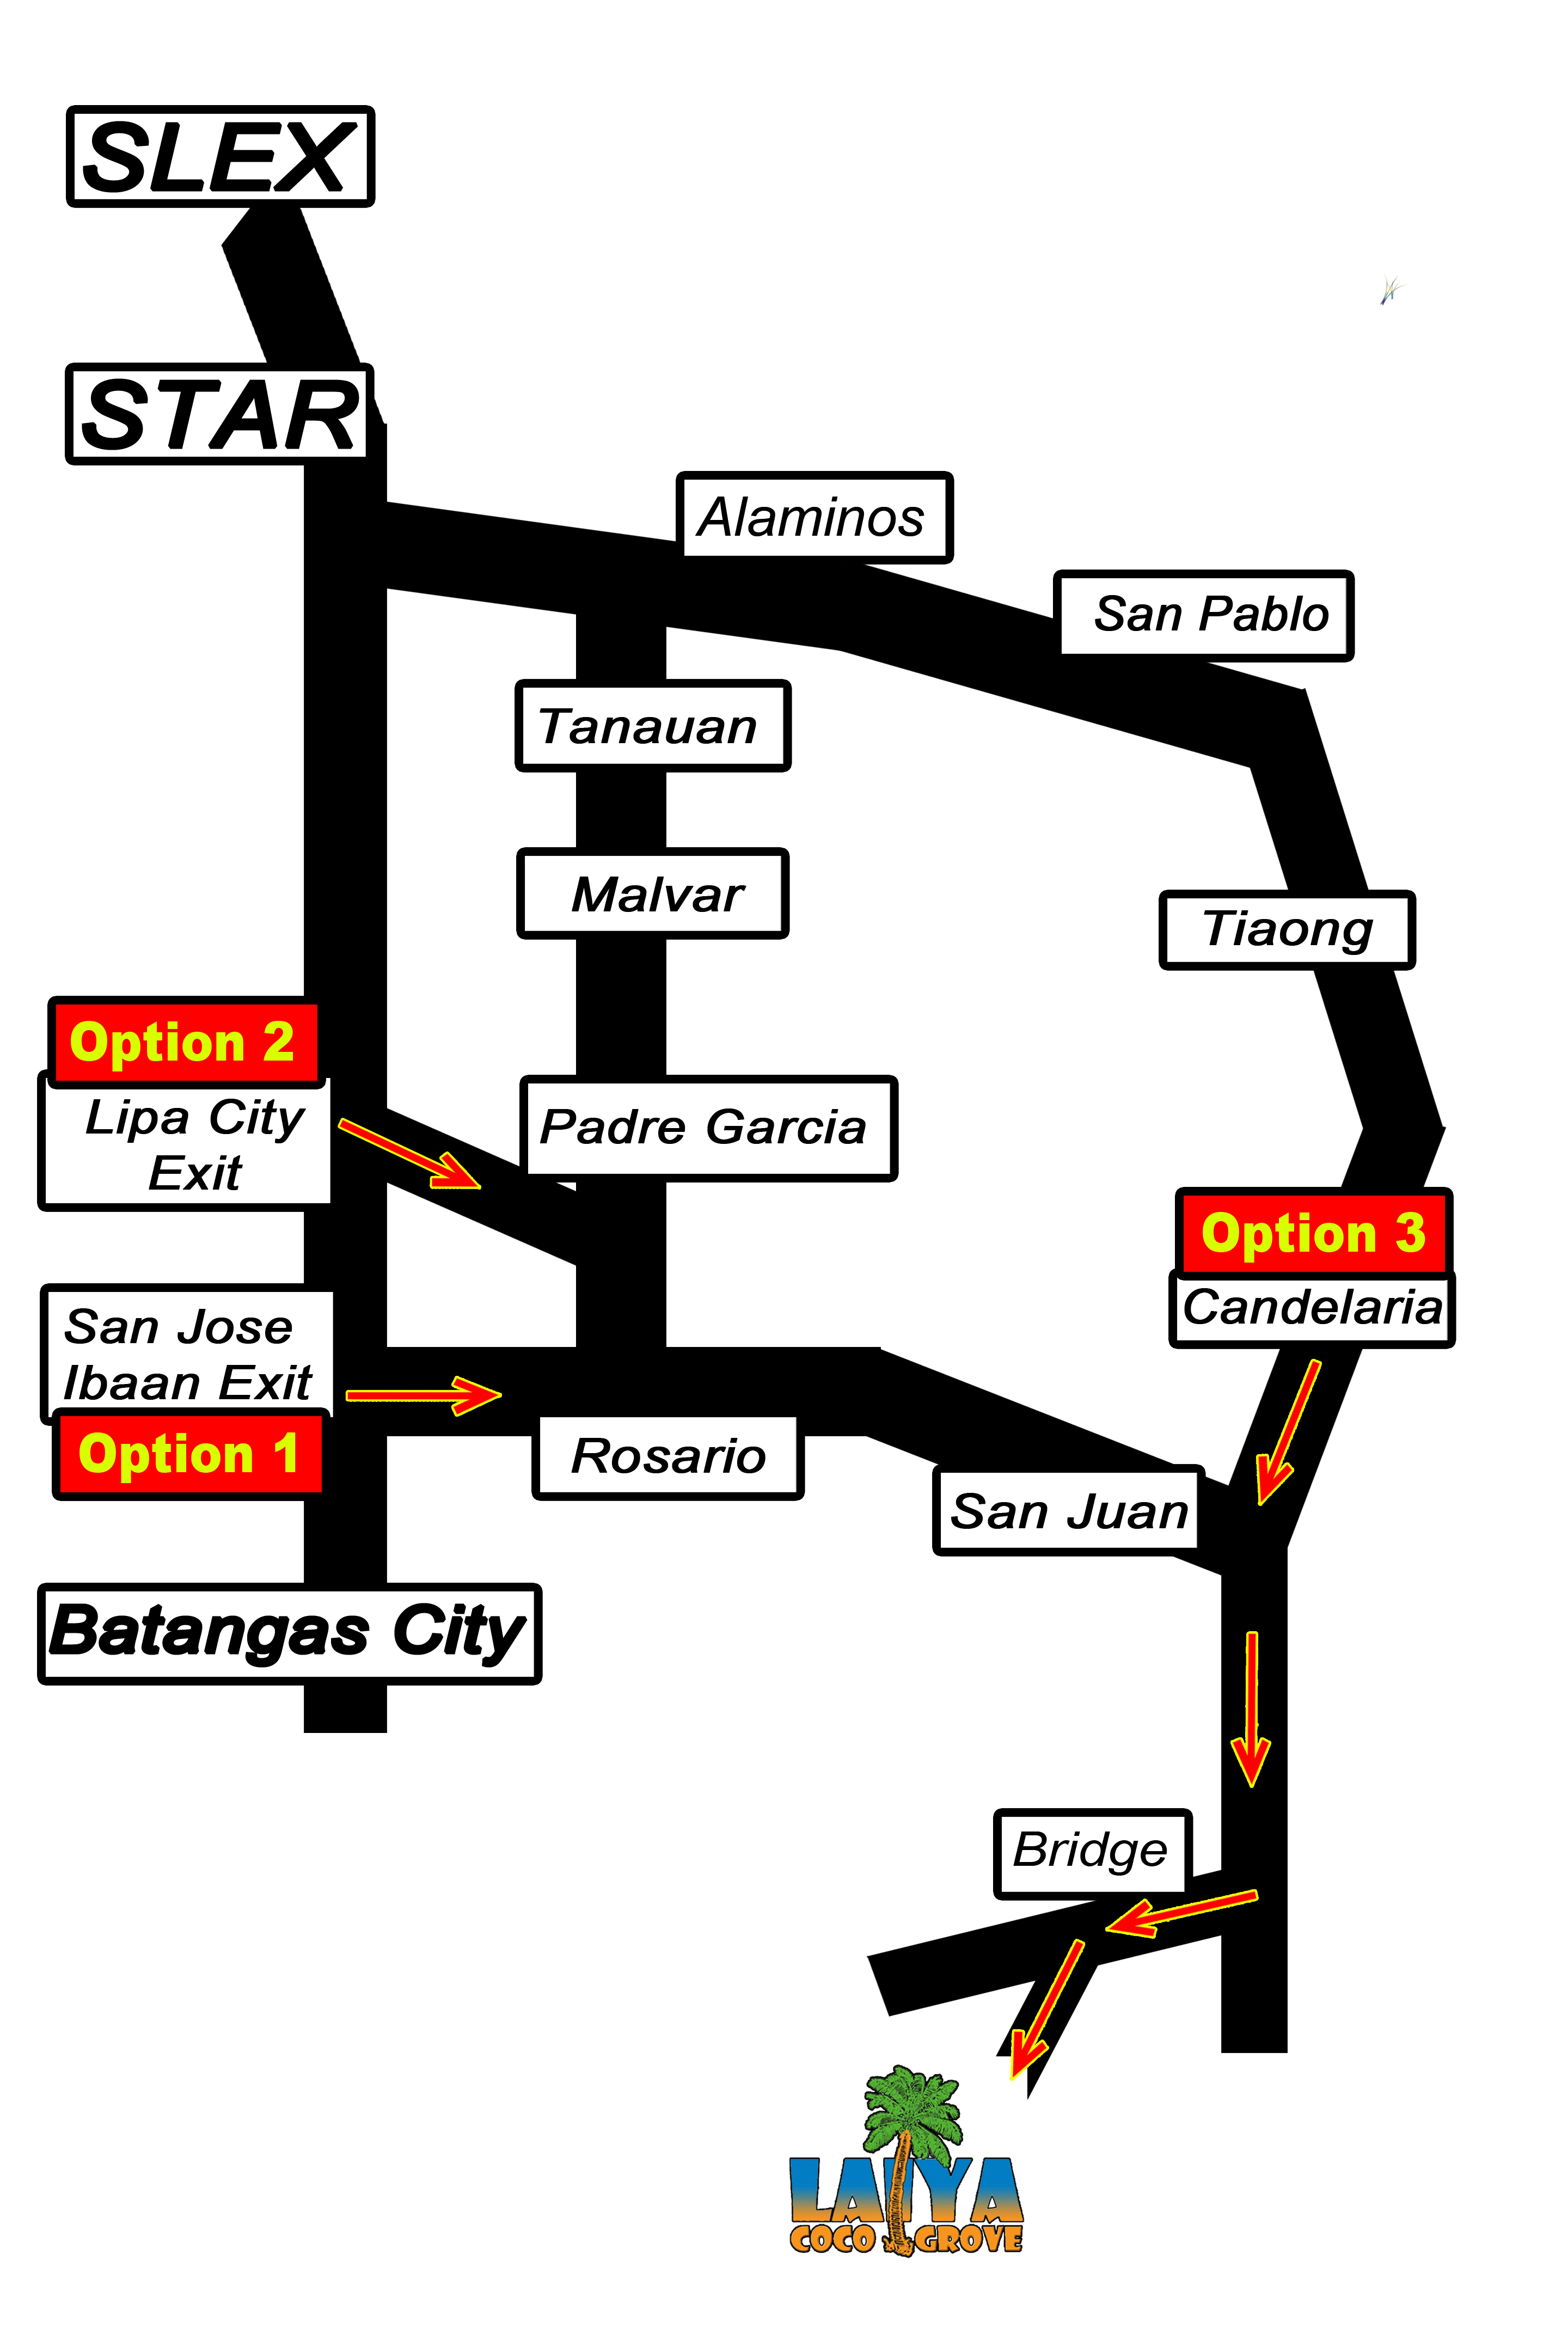 SLEX
STAR
Alaminos
San Pablo
Tanauan
Malvar
Tiaong
Option 2
Lipa City
Exit
Padre Garcia
Option 3
Candelaria
San Jose
Ibaan Exit
Option 1
Rosario
San Juan
Batangas City
Bridge
LAIYA
COCO GROVE